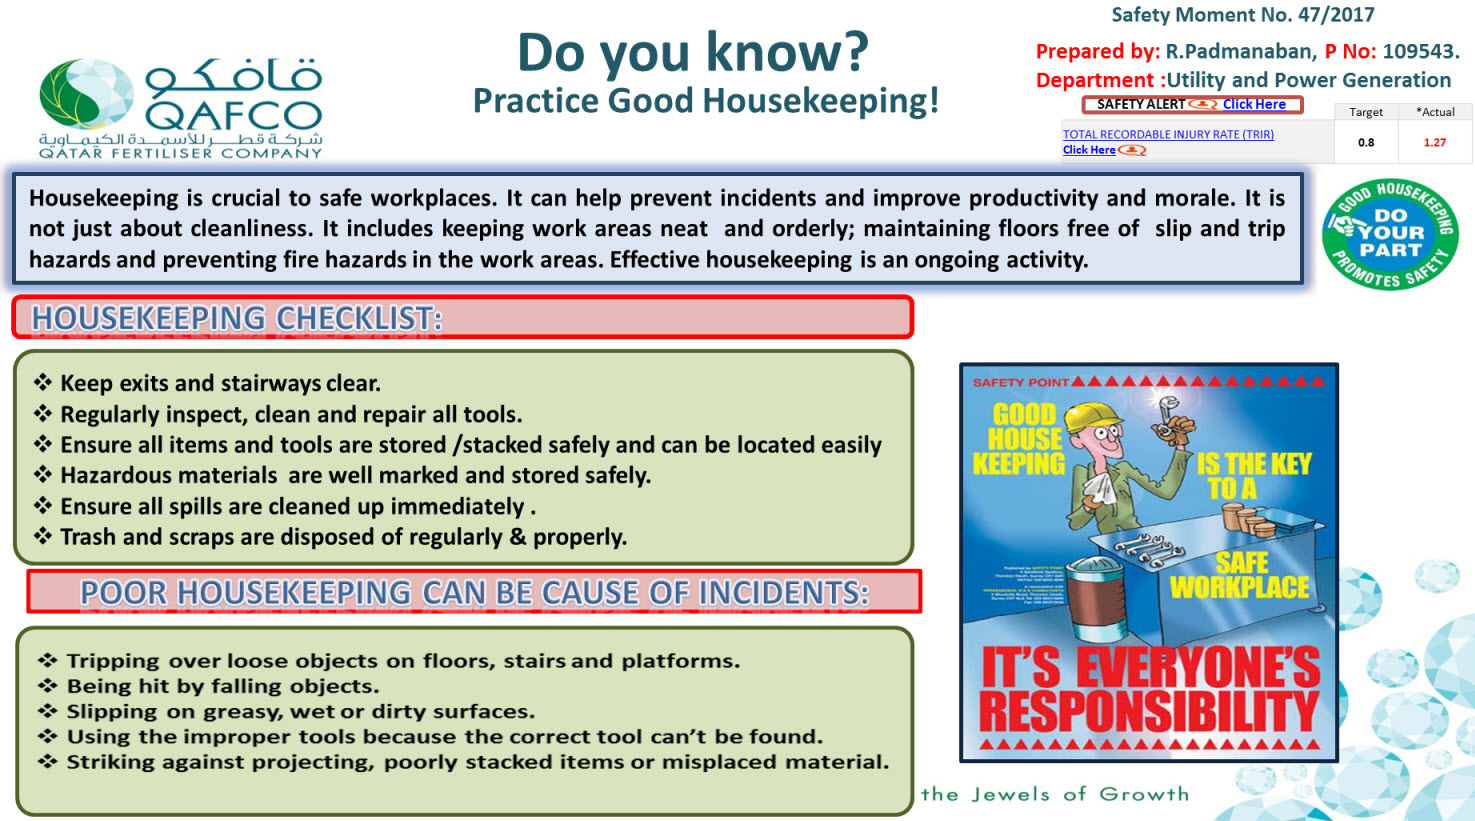 Safety Moment No. 47/2017
Do you know?
Practice Good Housekeeping!
Prepared by: R.Padmanaban, P No: 109543.
Department :Utility and Power Generation
SAFETY ALERT Click Here
Target *Actual
TOTAL RECORDABLE INJURY RATE (TRIR)
Click Here
0.8 1.27
قافكو
QAFCO
شركة قطر للأسمدة الكيماوية
QATAR FERTILISER COMPANY
Housekeeping is crucial to safe workplaces. It can help prevent incidents and improve productivity and morale. It is
not just about cleanliness. It includes keeping work areas neat and orderly; maintaining floors free of slip and trip
hazards and preventing fire hazards in the work areas. Effective housekeeping is an ongoing activity.
GOOD HOUSEKEEPING
DO
YOUR
PART
PROMOTES SAFETY
HOUSEKEEPING CHECKLIST:
❖ Keep exits and stairways clear.
❖ Regularly inspect, clean and repair all tools.
❖ Ensure all items and tools are stored /stacked safely and can be located easily
❖ Hazardous materials are well marked and stored safely.
❖ Ensure all spills are cleaned up immediately .
❖ Trash and scraps are disposed of regularly & properly.
POOR HOUSEKEEPING CAN BE CAUSE OF INCIDENTS:
❖ Tripping over loose objects on floors, stairs and platforms.
❖ Being hit by falling objects.
❖ Slipping on greasy, wet or dirty surfaces.
❖ Using the improper tools because the correct tool can't be found.
❖ Striking against projecting, poorly stacked items or misplaced material.
SAFETY POINT
GOOD
HOUSE
KEEPING
IS THE KEY
TO A
SAFE
WORKPLACE
Published by SAFETY POINT
IT'S EVERYONE'S
RESPONSIBILITY
the Jewels of Growth